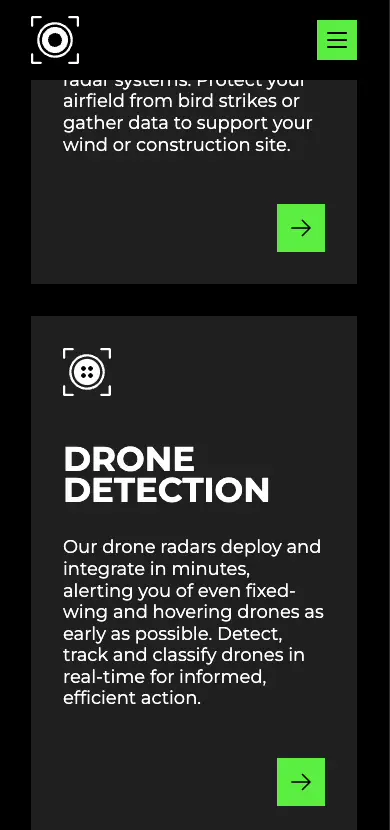 radar systems. Protect your
airfield from bird strikes or
gather data to support your
wind or construction site.
DRONE
DETECTION
Our drone radars deploy and
integrate in minutes,
alerting you of even fixed-
wing and hovering drones as
early as possible. Detect,
track and classify drones in
real-time for informed,
efficient action.